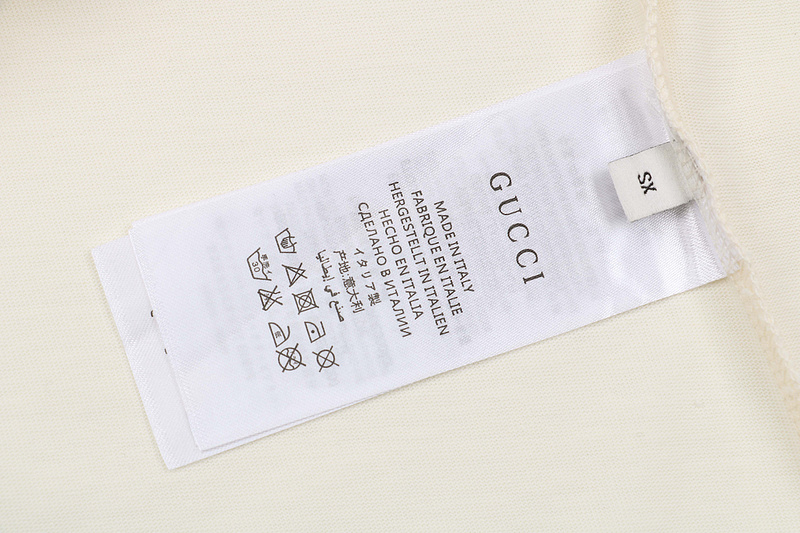 GUCCI
MADE IN ITALY
FABRIQUE EN ITALIE
HERGESTELLT IN ITALIEN
HECHO EN ITALIA
СДЕЛАНО В ИТАЛИИ
イタリア製
产地:意大利
صنع في إيطاليا
30
XS